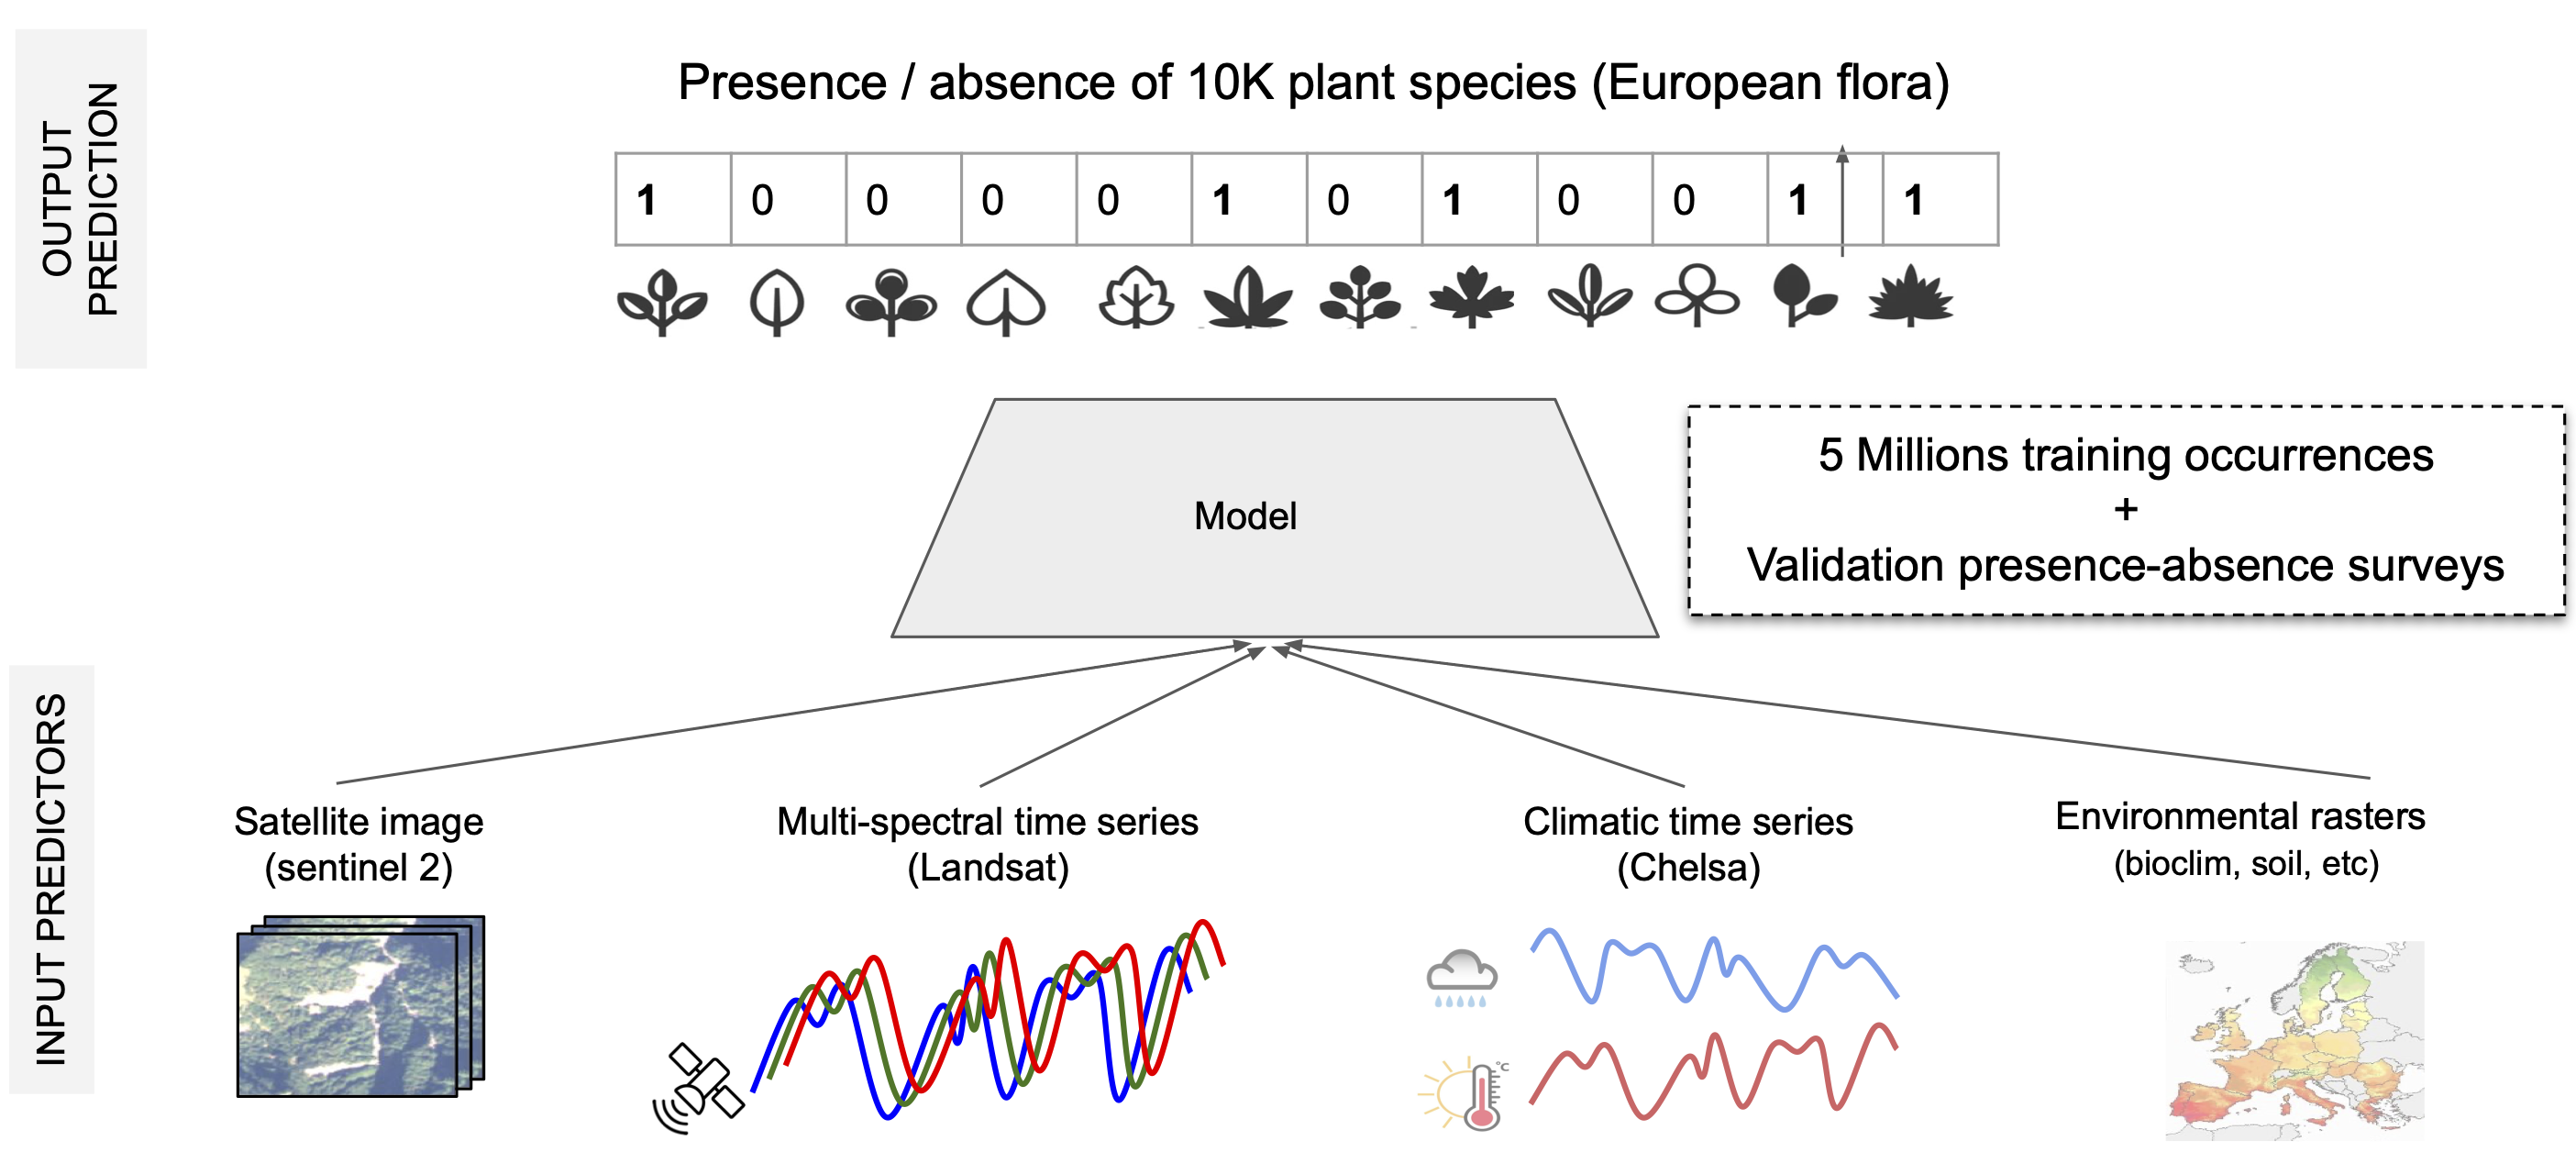 OUTPUT
PREDICTION
Presence / absence of 10K plant species (European flora)
1 0 0 0 0 1 0 1 0 0 1 1
Model
5 Millions training occurrences
+
Validation presence-absence surveys
INPUT PREDICTORS
Satellite image
(sentinel 2)
Multi-spectral time series
(Landsat)
Climatic time series
(Chelsa)
Environmental rasters
(bioclim, soil, etc)
°C